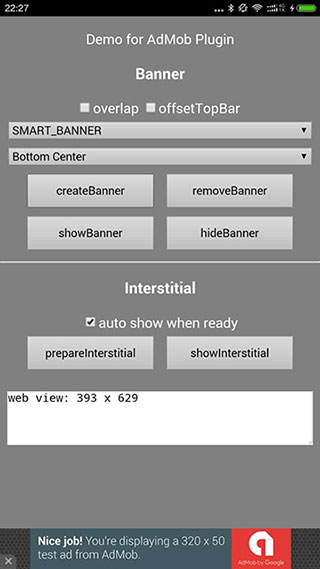 22:27
Demo for AdMob Plugin
Banner
overlap offsetTopBar
SMART_BANNER
Bottom Center
createBanner removeBanner
showBanner hideBanner
Interstitial
auto show when ready
prepareInterstitial showInterstitial
web view: 393 x 629
Nice job! You're displaying a 320 x 50
test ad from AdMob.
AdMob by Google